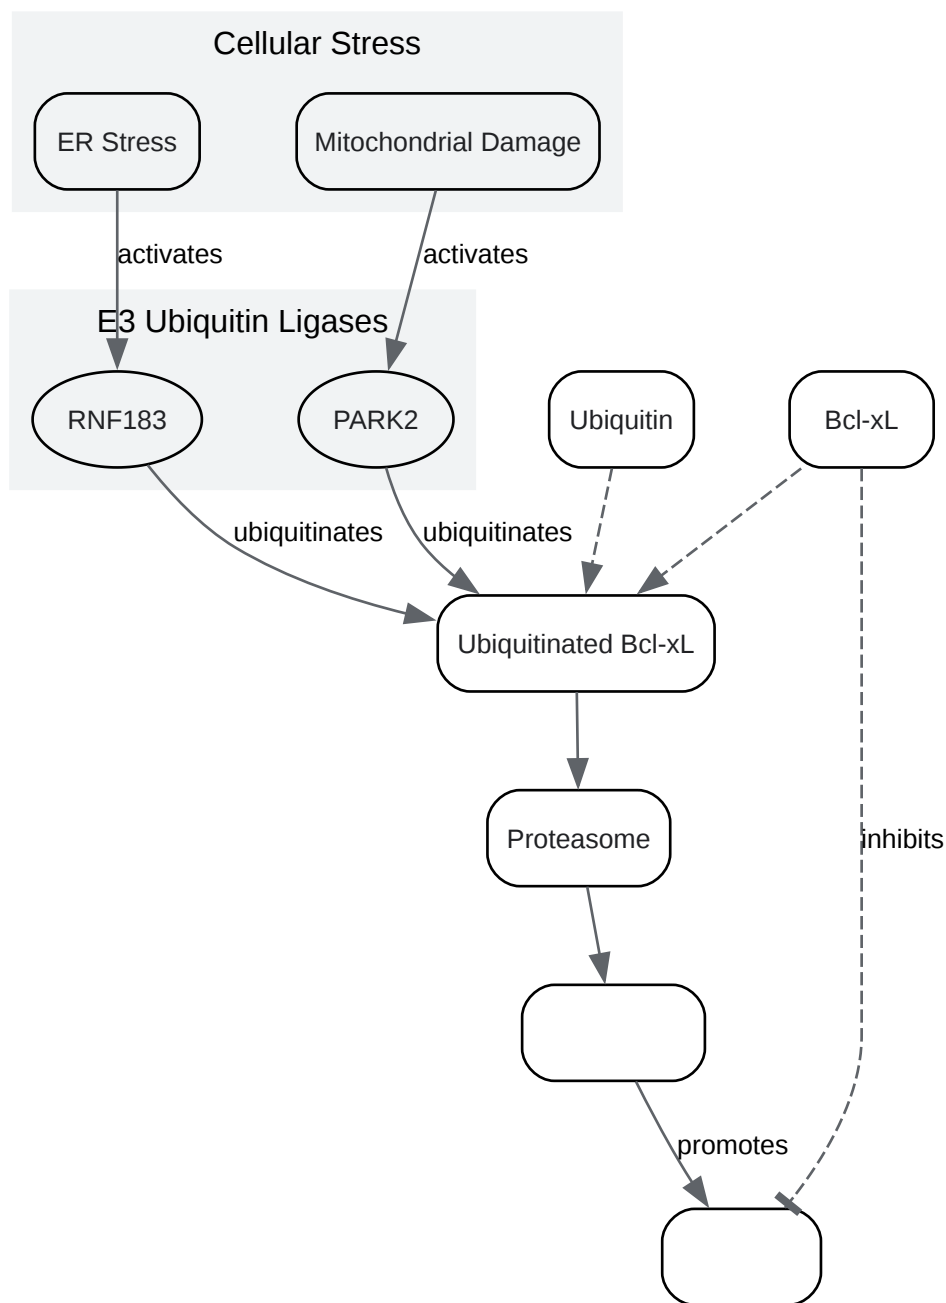 Cellular Stress
ER Stress
Mitochondrial Damage
activates
activates
E3 Ubiquitin Ligases
RNF183
PARK2
Ubiquitin
Bcl-xL
ubiquitinates
ubiquitinates
Ubiquitinated Bcl-xL
Proteasome
inhibits
promotes